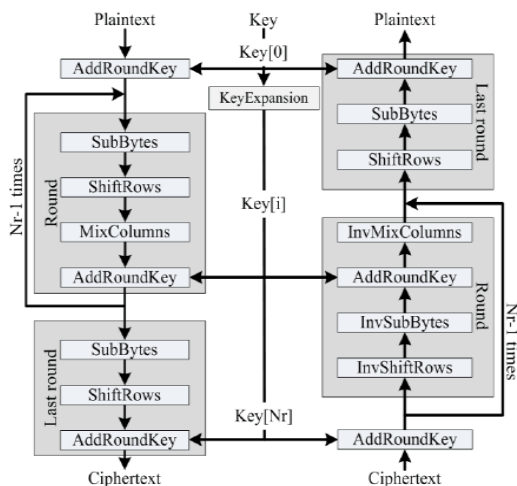 Plaintext
AddRoundKey
Nr-1 times
Round
SubBytes
ShiftRows
MixColumns
AddRoundKey
Last round
SubBytes
ShiftRows
AddRoundKey
Ciphertext
Key
Key[0]
KeyExpansion
Key[i]
Key[Nr]
Plaintext
AddRoundKey
SubBytes
ShiftRows
Last round
InvMixColumns
AddRoundKey
InvSubBytes
InvShiftRows
Round
Nr-1 times
AddRoundKey
Ciphertext